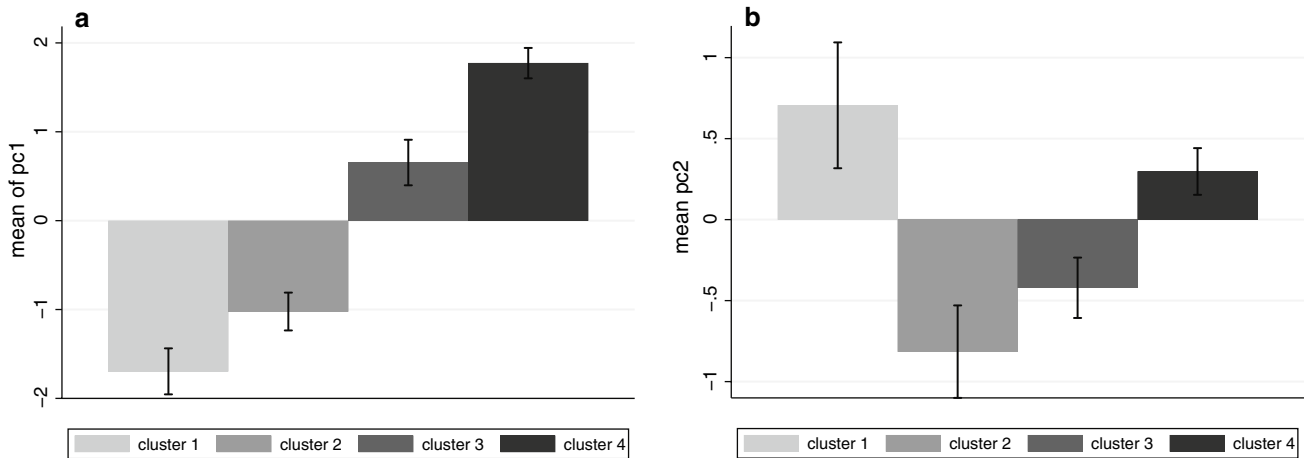 a
mean of pc1
2
1
0
−1
−2
cluster 1 cluster 2 cluster 3 cluster 4
b
mean pc2
1
.5
0
−.5
−1
cluster 1 cluster 2 cluster 3 cluster 4